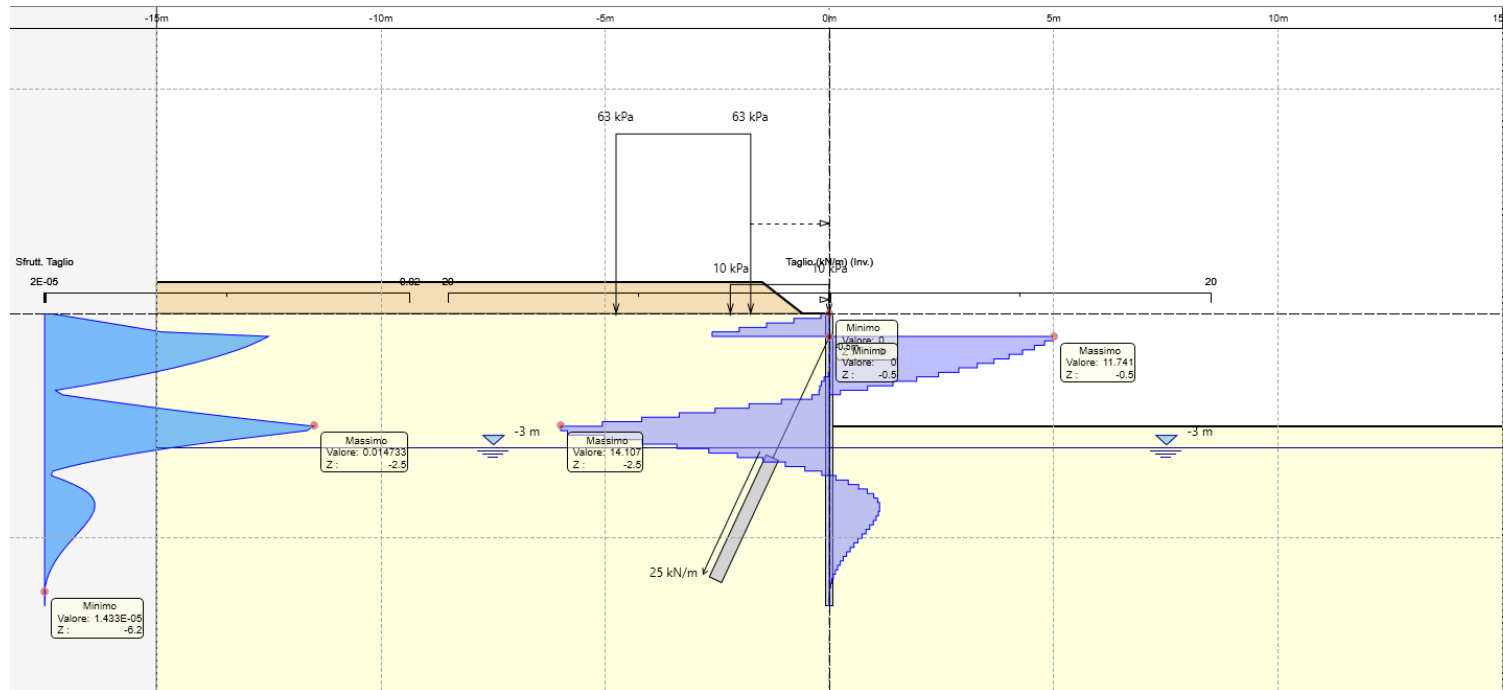 -15m
-10m
-5m
0m
5m
10m
15
63 kPa
63 kPa
Sfrutt. Taglio
Taglio (kN/m) (Inv.)
10 kPa
10 kPa
2E-05
0.02
20
20
Minimo
Valore: 0
Z
-0.5m
Minimo
Valore: 0
Z : -0.5
Massimo
Valore: 11.741
Z : -0.5
-3 m
-3 m
Massimo
Valore: 0.014733
Z : -2.5
Massimo
Valore: 14.107
Z : -2.5
25 kN/m
Minimo
Valore: 1.433E-05
Z : -6.2